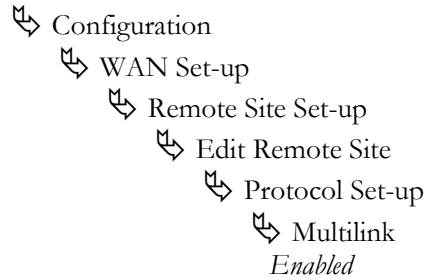 Configuration
WAN Set-up
Remote Site Set-up
Edit Remote Site
Protocol Set-up
Multilink
Enabled